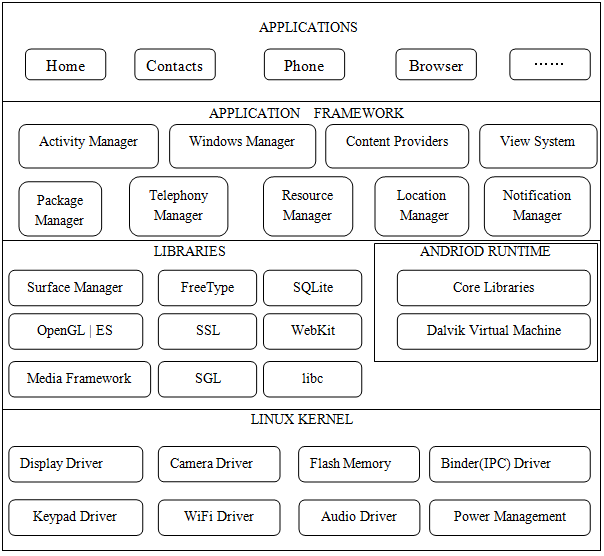 APPLICATIONS
Home Contacts Phone Browser ……
APPLICATION FRAMEWORK
Activity Manager Windows Manager Content Providers View System
Package Manager
Telephony Manager
Resource Manager
Location Manager
Notification Manager
LIBRARIES
Surface Manager FreeType SQLite
OpenGL | ES SSL WebKit
Media Framework SGL libc
ANDRIOD RUNTIME
Core Libraries
Dalvik Virtual Machine
LINUX KERNEL
Display Driver Camera Driver Flash Memory Binder(IPC) Driver
Keypad Driver WiFi Driver Audio Driver Power Management